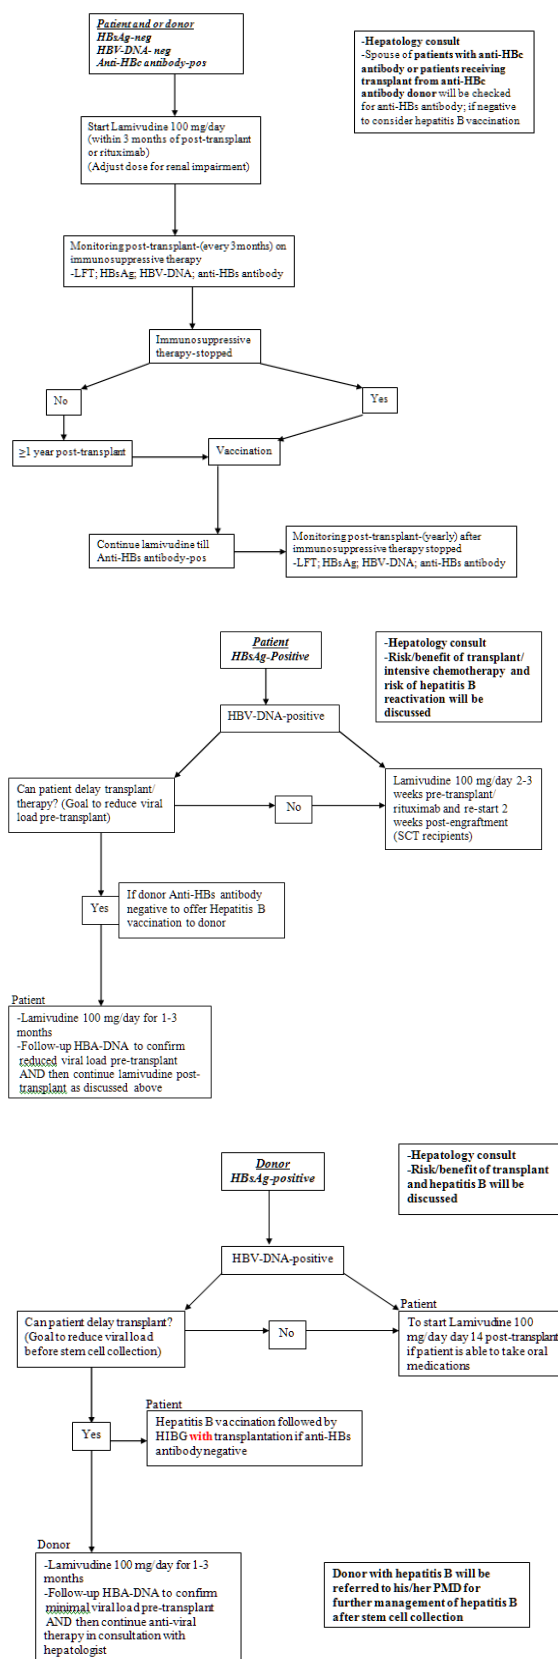 Patient and or donor
HBsAg-neg
HBV-DNA- neg
Anti-HBc antibody-pos
-Hepatology consult
-Spouse of patients with anti-HBc
antibody or patients receiving
transplant from anti-HBc
antibody donor will be checked
for anti-HBs antibody; if negative
to consider hepatitis B vaccination
Start Lamivudine 100 mg/day
(within 3 months of post-transplant
or rituximab)
(Adjust dose for renal impairment)
Monitoring post-transplant-(every 3months) on
immunosuppressive therapy
-LFT; HBsAg; HBV-DNA; anti-HBs antibody
Immunosuppressive
therapy-stopped
No
Yes
≥1 year post-transplant
Vaccination
Continue lamivudine till
Anti-HBs antibody-pos
Monitoring post-transplant-(yearly) after
immunosuppressive therapy stopped
-LFT; HBsAg; HBV-DNA; anti-HBs antibody
Patient
HBsAg-Positive
-Hepatology consult
-Risk/benefit of transplant/
intensive chemotherapy and
risk of hepatitis B
reactivation will be
discussed
HBV-DNA-positive
Can patient delay transplant/
therapy? (Goal to reduce viral
load pre-transplant)
No
Lamivudine 100 mg/day 2-3
weeks pre-transplant/
rituximab and re-start 2
weeks post-engraftment
(SCT recipients)
Yes
If donor Anti-HBs antibody
negative to offer Hepatitis B
vaccination to donor
Patient
-Lamivudine 100 mg/day for 1-3
months
-Follow-up HBA-DNA to confirm
reduced viral load pre-transplant
AND then continue lamivudine post-
transplant as discussed above
Donor
HBsAg-positive
-Hepatology consult
-Risk/benefit of transplant
and hepatitis B will be
discussed
HBV-DNA-positive
Can patient delay transplant?
(Goal to reduce viral load
before stem cell collection)
No
Patient
To start Lamivudine 100
mg/day day 14 post-transplant
if patient is able to take oral
medications
Yes
Patient
Hepatitis B vaccination followed by
HIBG with transplantation if anti-HBs
antibody negative
Donor
-Lamivudine 100 mg/day for 1-3
months
-Follow-up HBA-DNA to confirm
minimal viral load pre-transplant
AND then continue anti-viral
therapy in consultation with
hepatologist
Donor with hepatitis B will be
referred to his/her PMD for
further management of hepatitis B
after stem cell collection